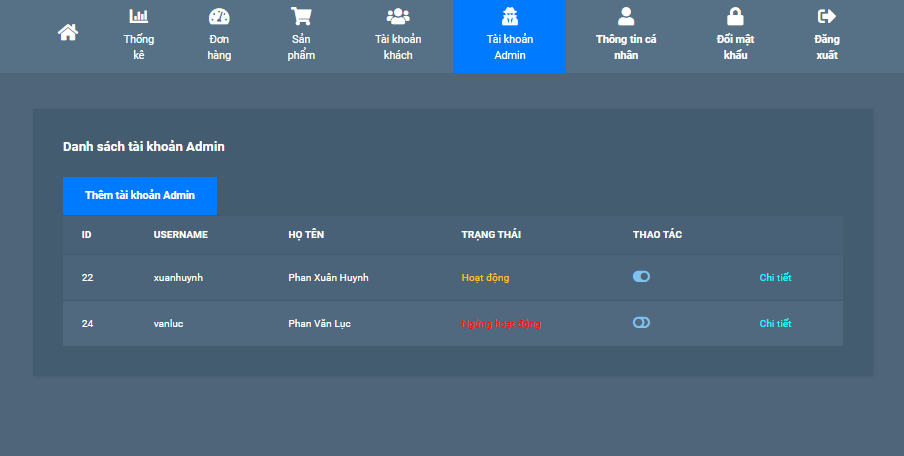 Thống kê
Đơn hàng
Sản phẩm
Tài khoản khách
Tài khoản Admin
Thông tin cá nhân
Đổi mật khẩu
Đăng xuất
Danh sách tài khoản Admin
Thêm tài khoản Admin
ID USERNAME HỌ TÊN TRẠNG THÁI THAO TÁC
22 xuanhuynh Phan Xuân Huynh Hoạt động Chi tiết
24 vanluc Phan Văn Lục Ngừng hoạt động Chi tiết